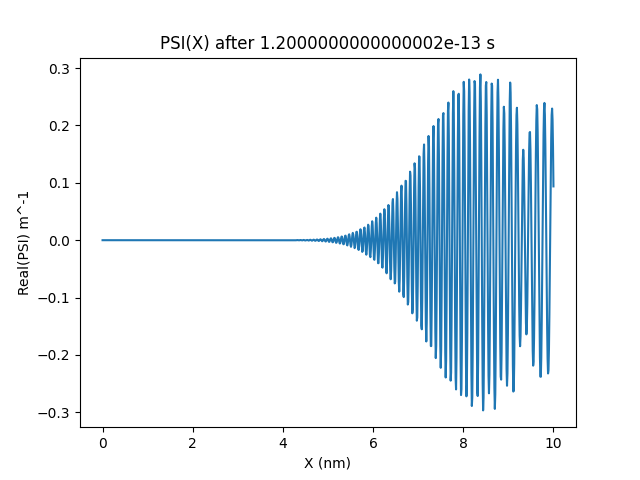 PSI(X) after 1.2000000000000002e-13 s
0.3
0.2
0.1
0.0
−0.1
−0.2
−0.3
Real(PSI) m^-1
0 2 4 6 8 10
X (nm)